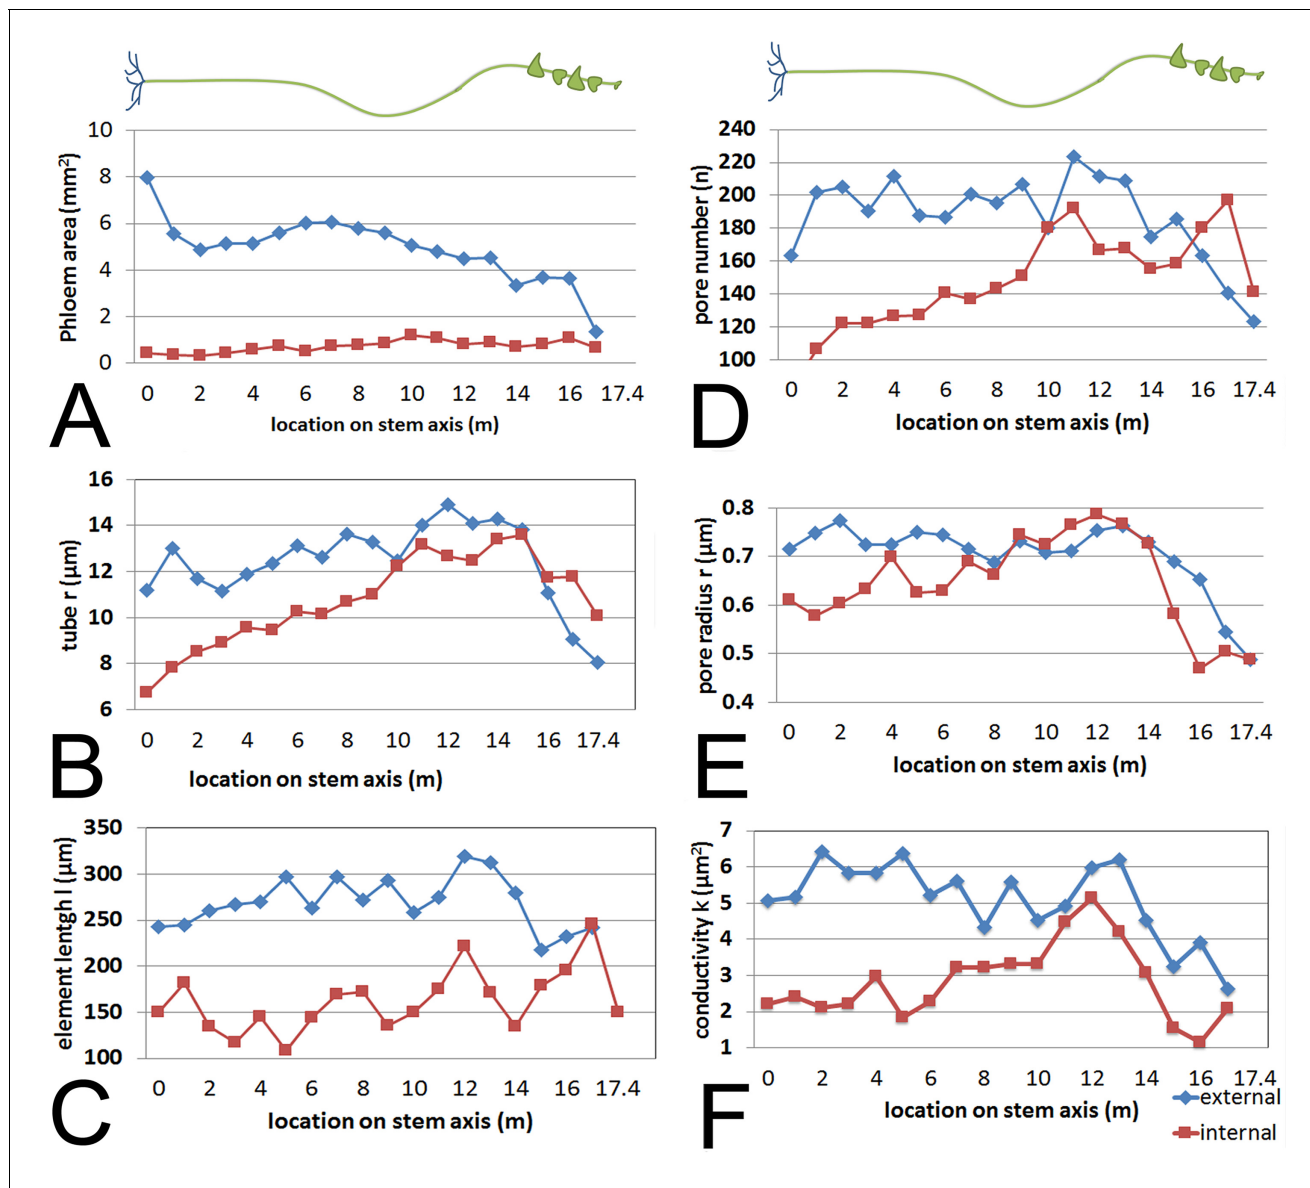 10
8
6
4
2
0
Phloem area (mm²)
0 2 4 6 8 10 12 14 16 17.4
location on stem axis (m)
A
240
220
200
180
160
140
120
100
pore number (n)
0 2 4 6 8 10 12 14 16 17.4
location on stem axis (m)
D
16
14
12
10
8
6
tube r (µm)
0 2 4 6 8 10 12 14 16 17.4
location on stem axis (m)
B
0.8
0.7
0.6
0.5
0.4
pore radius r (µm)
0 2 4 6 8 10 12 14 16 17.4
location on stem axis (m)
E
350
300
250
200
150
100
element lentgh l (µm)
0 2 4 6 8 10 12 14 16 17.4
location on stem axis (m)
C
7
6
5
4
3
2
1
conductivity k (µm²)
0 2 4 6 8 10 12 14 16 17.4
location on stem axis (m)
F
external
internal